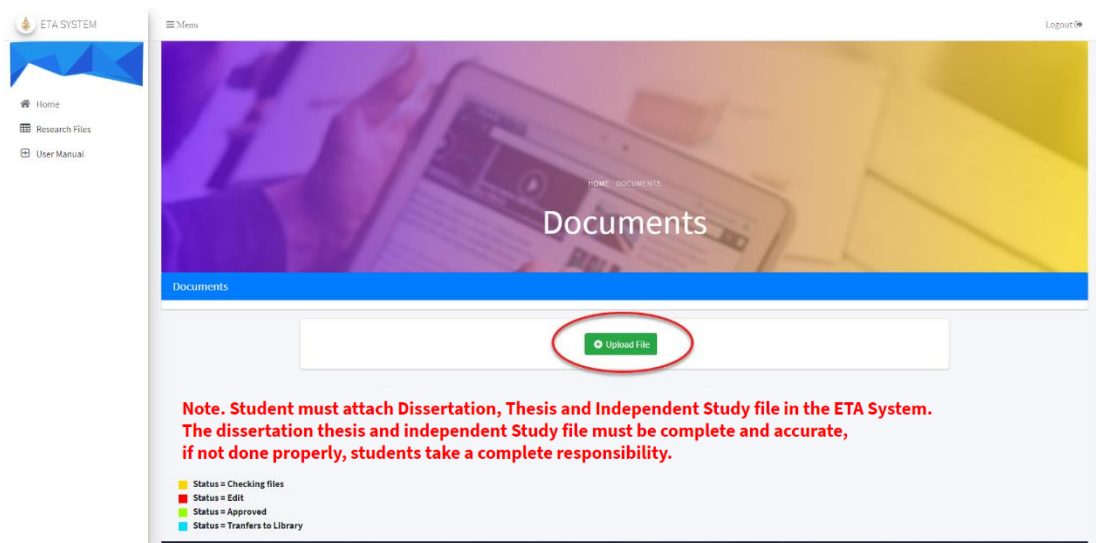 ETA SYSTEM
Menu
Logout
Home
Research Files
User Manual
HOME DOCUMENTS
Documents
Documents
Upload File
Note. Student must attach Dissertation, Thesis and Independent Study file in the ETA System.
The dissertation thesis and independent Study file must be complete and accurate,
if not done properly, students take a complete responsibility.
Status = Checking files
Status = Edit
Status = Approved
Status = Tranfers to Library